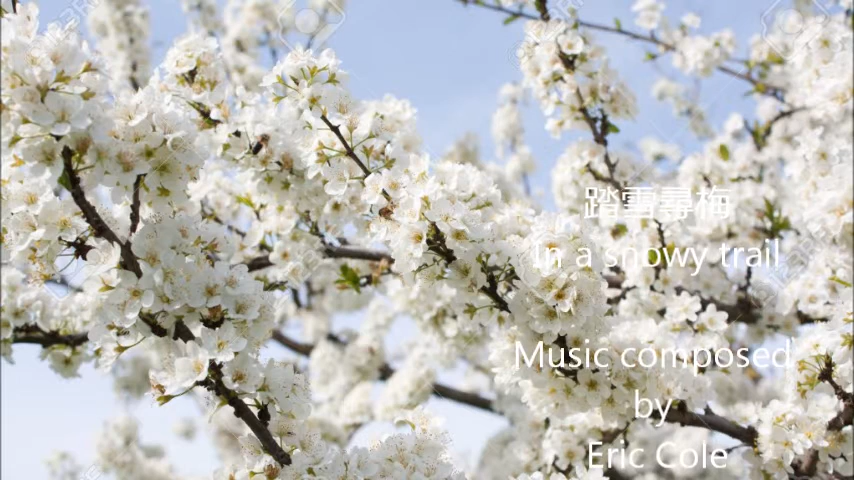 踏雪尋梅
In a snowy trail
Music composed
by
Eric Cole